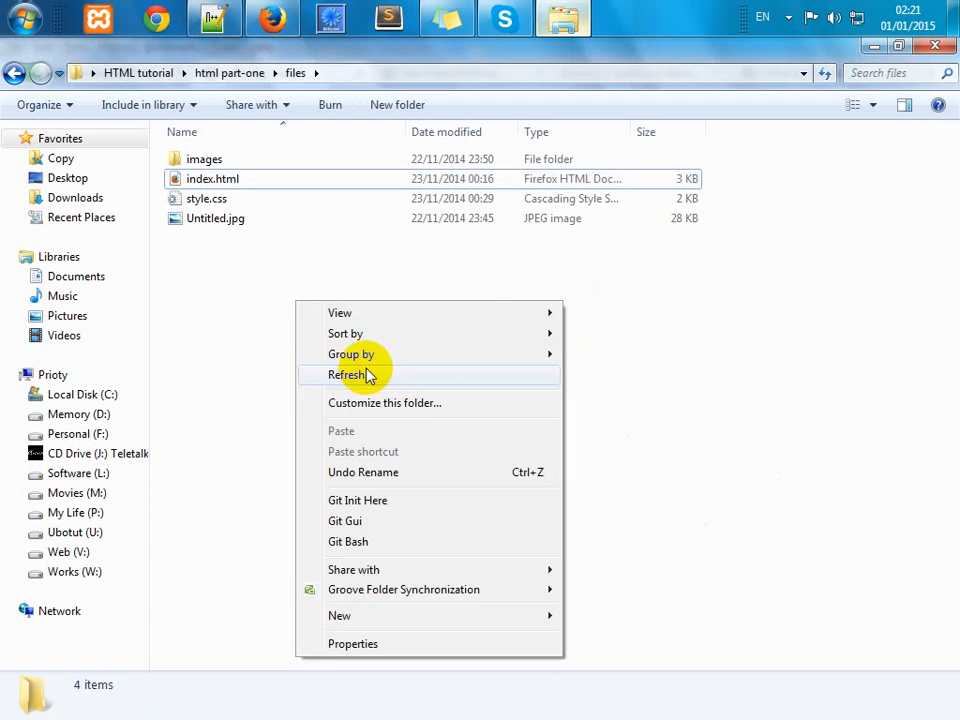 EN
02:21
01/01/2015
HTML tutorial
html part-one
files
Search files
Organize
Include in library
Share with
Burn
New folder
Name
Date modified
Type
Size
Favorites
Copy
Desktop
Downloads
Recent Places
Libraries
Documents
Music
Pictures
Videos
Prioty
Local Disk (C:)
Memory (D:)
Personal (F:)
CD Drive (J:) Teletalk
Software (L:)
Movies (M:)
My Life (P:)
Ubotut (U:)
Web (V:)
Works (W:)
Network
images 22/11/2014 23:50 File folder
index.html 23/11/2014 00:16 Firefox HTML Doc... 3 KB
style.css 23/11/2014 00:29 Cascading Style S... 2 KB
Untitled.jpg 22/11/2014 23:45 JPEG image 28 KB
View
Sort by
Group by
Refresh
Customize this folder...
Paste
Paste shortcut
Undo Rename Ctrl+Z
Git Init Here
Git Gui
Git Bash
Share with
Groove Folder Synchronization
New
Properties
4 items